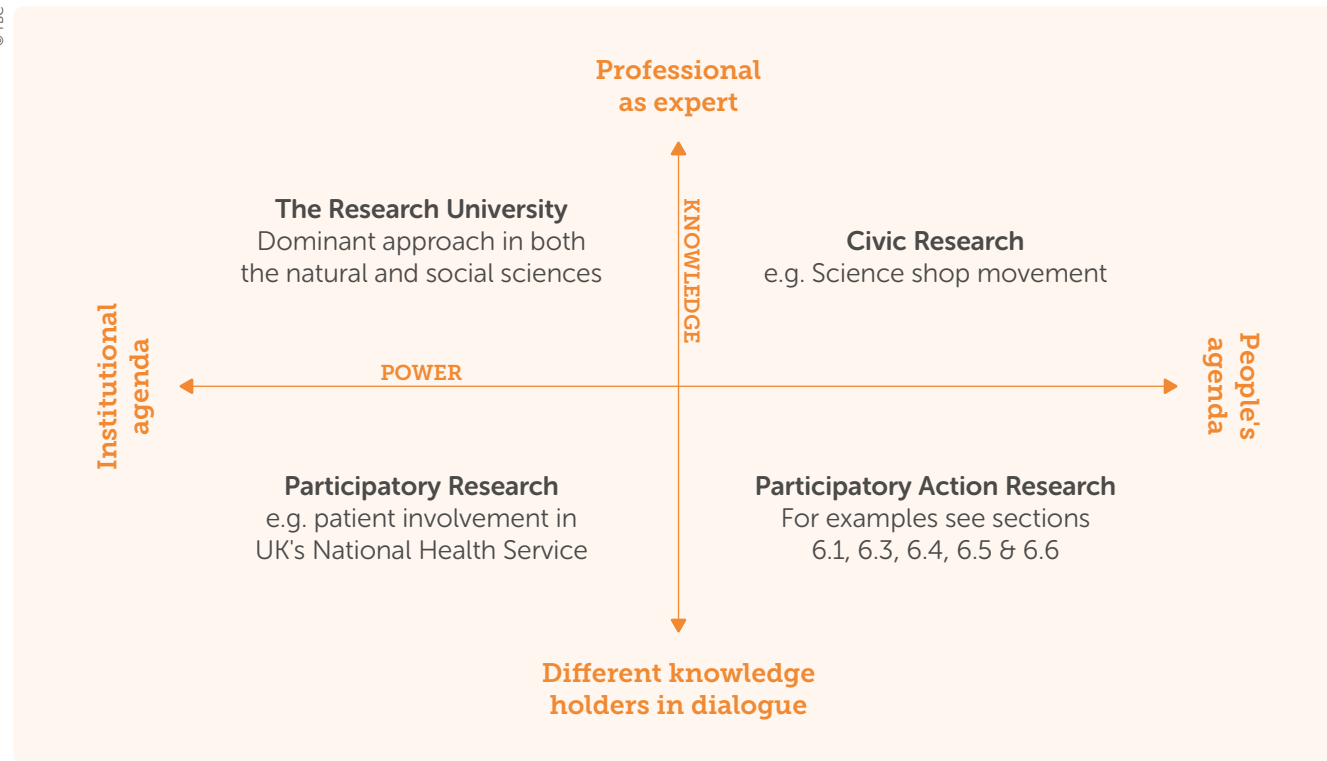 Professional
as expert
The Research University
Dominant approach in both
the natural and social sciences
KNOWLEDGE
Civic Research
e.g. Science shop movement
Institutional
agenda
POWER
People's
agenda
Participatory Research
e.g. patient involvement in
UK's National Health Service
Participatory Action Research
For examples see sections
6.1, 6.3, 6.4, 6.5 & 6.6
Different knowledge
holders in dialogue